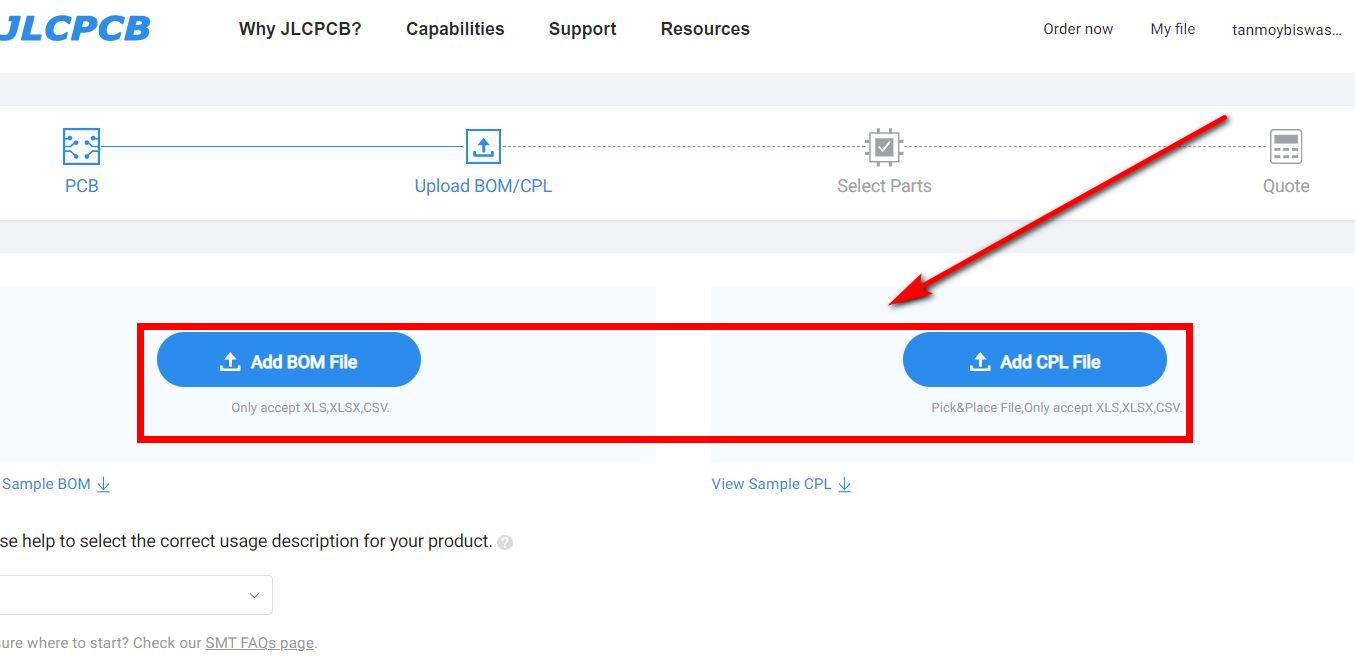 JLCPCB Why JLCPCB? Capabilities Support Resources Order now My file tanmoybiswas...
PCB Upload BOM/CPL Select Parts Quote
Add BOM File Add CPL File
Only accept XLS,XLSX,CSV. Pick&Place File,Only accept XLS,XLSX,CSV.
Sample BOM View Sample CPL
se help to select the correct usage description for your product. ?
ure where to start? Check our SMT FAQs page.